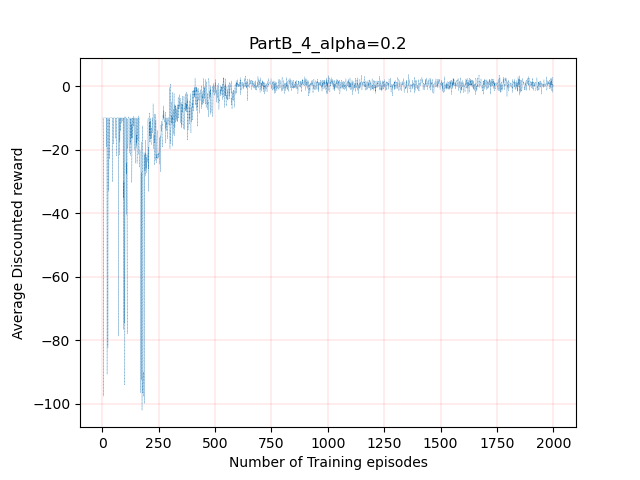 PartB_4_alpha=0.2
Average Discounted reward
0
−20
−40
−60
−80
−100
0 250 500 750 1000 1250 1500 1750 2000
Number of Training episodes